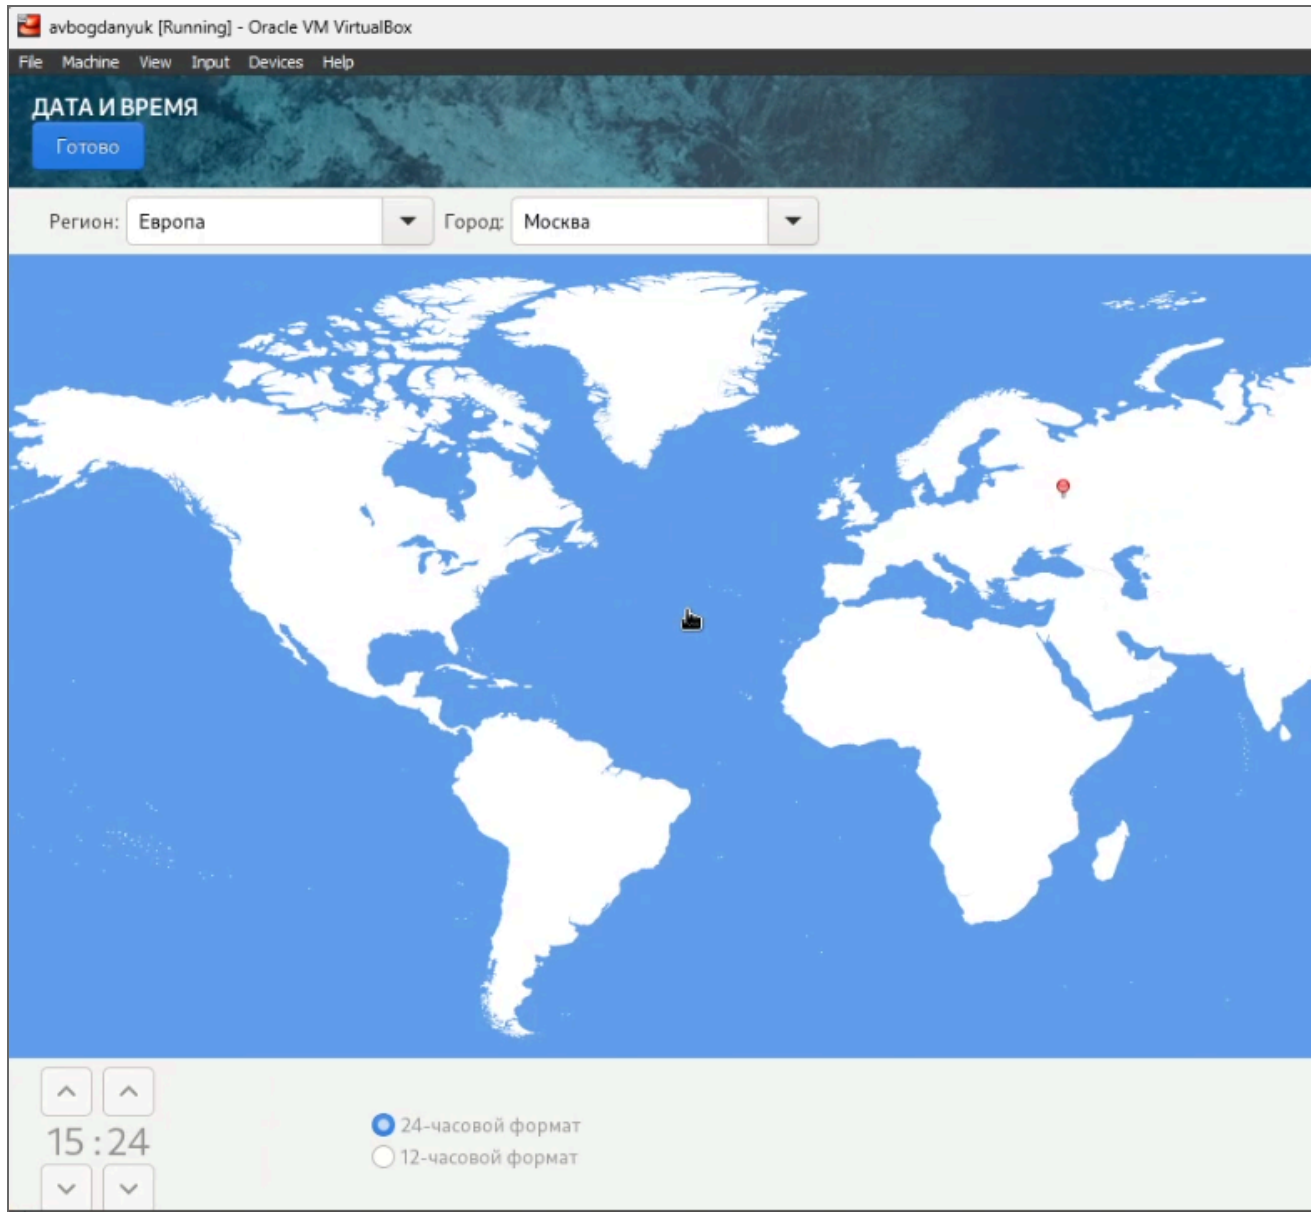 avbogdanyuk [Running] - Oracle VM VirtualBox
File Machine View Input Devices Help
ДАТА И ВРЕМЯ
Готово
Регион: Европа Город: Москва
15:24
24-часовой формат
12-часовой формат